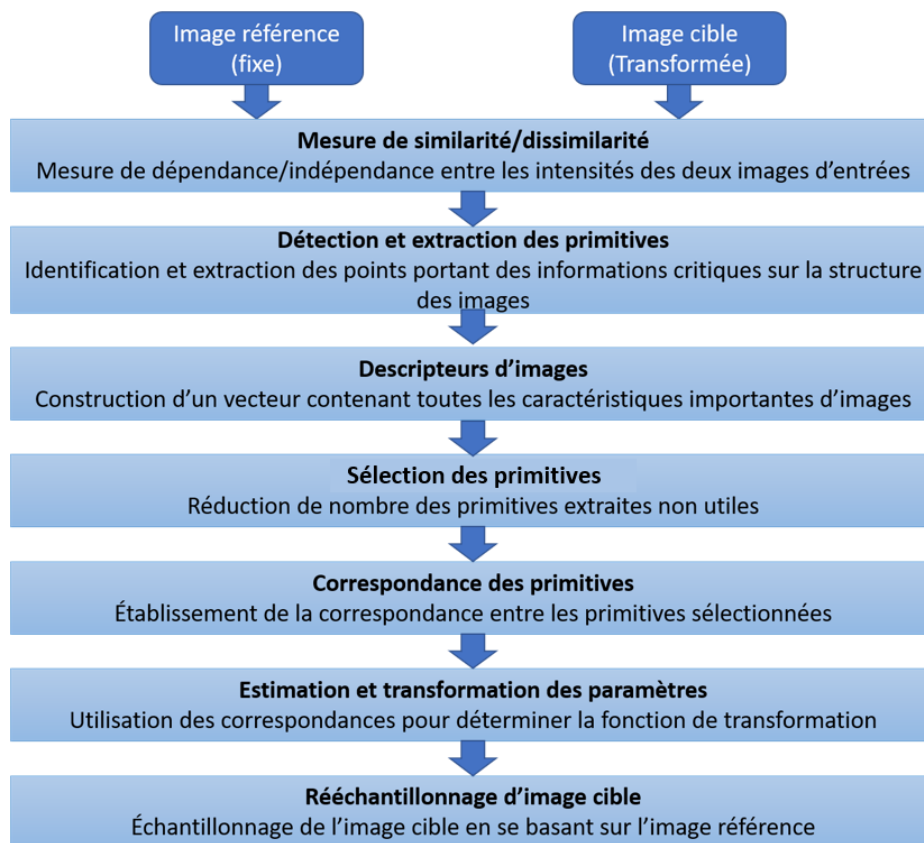 Image référence
(fixe)
Image cible
(Transformée)
Mesure de similarité/dissimilarité
Mesure de dépendance/indépendance entre les intensités des deux images d’entrées
Détection et extraction des primitives
Identification et extraction des points portant des informations critiques sur la structure
des images
Descripteurs d’images
Construction d’un vecteur contenant toutes les caractéristiques importantes d’images
Sélection des primitives
Réduction de nombre des primitives extraites non utiles
Correspondance des primitives
Établissement de la correspondance entre les primitives sélectionnées
Estimation et transformation des paramètres
Utilisation des correspondances pour déterminer la fonction de transformation
Rééchantillonnage d’image cible
Échantillonnage de l’image cible en se basant sur l’image référence